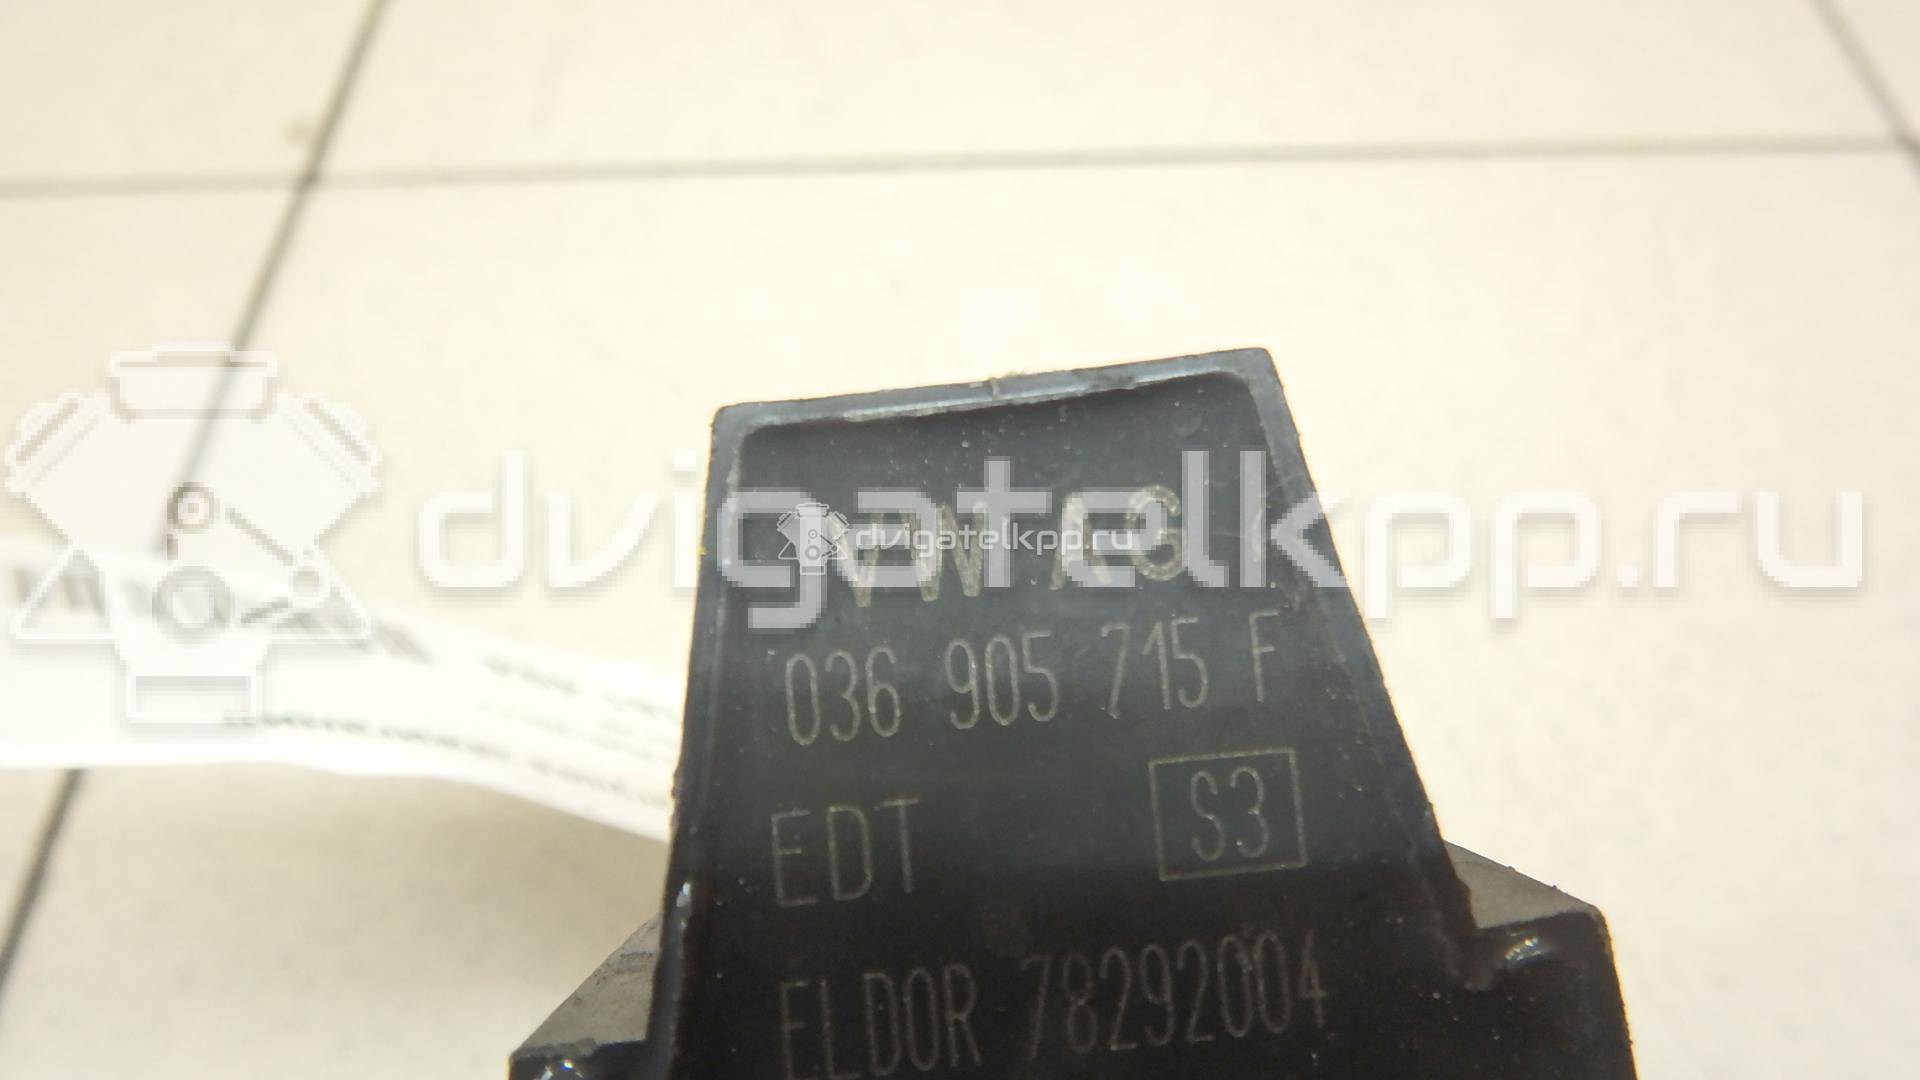 VW AG
036 905 715 F
EDT S3
ELDOR 78292004
dvigatelkpp.ru
dvigatelkpp.ru